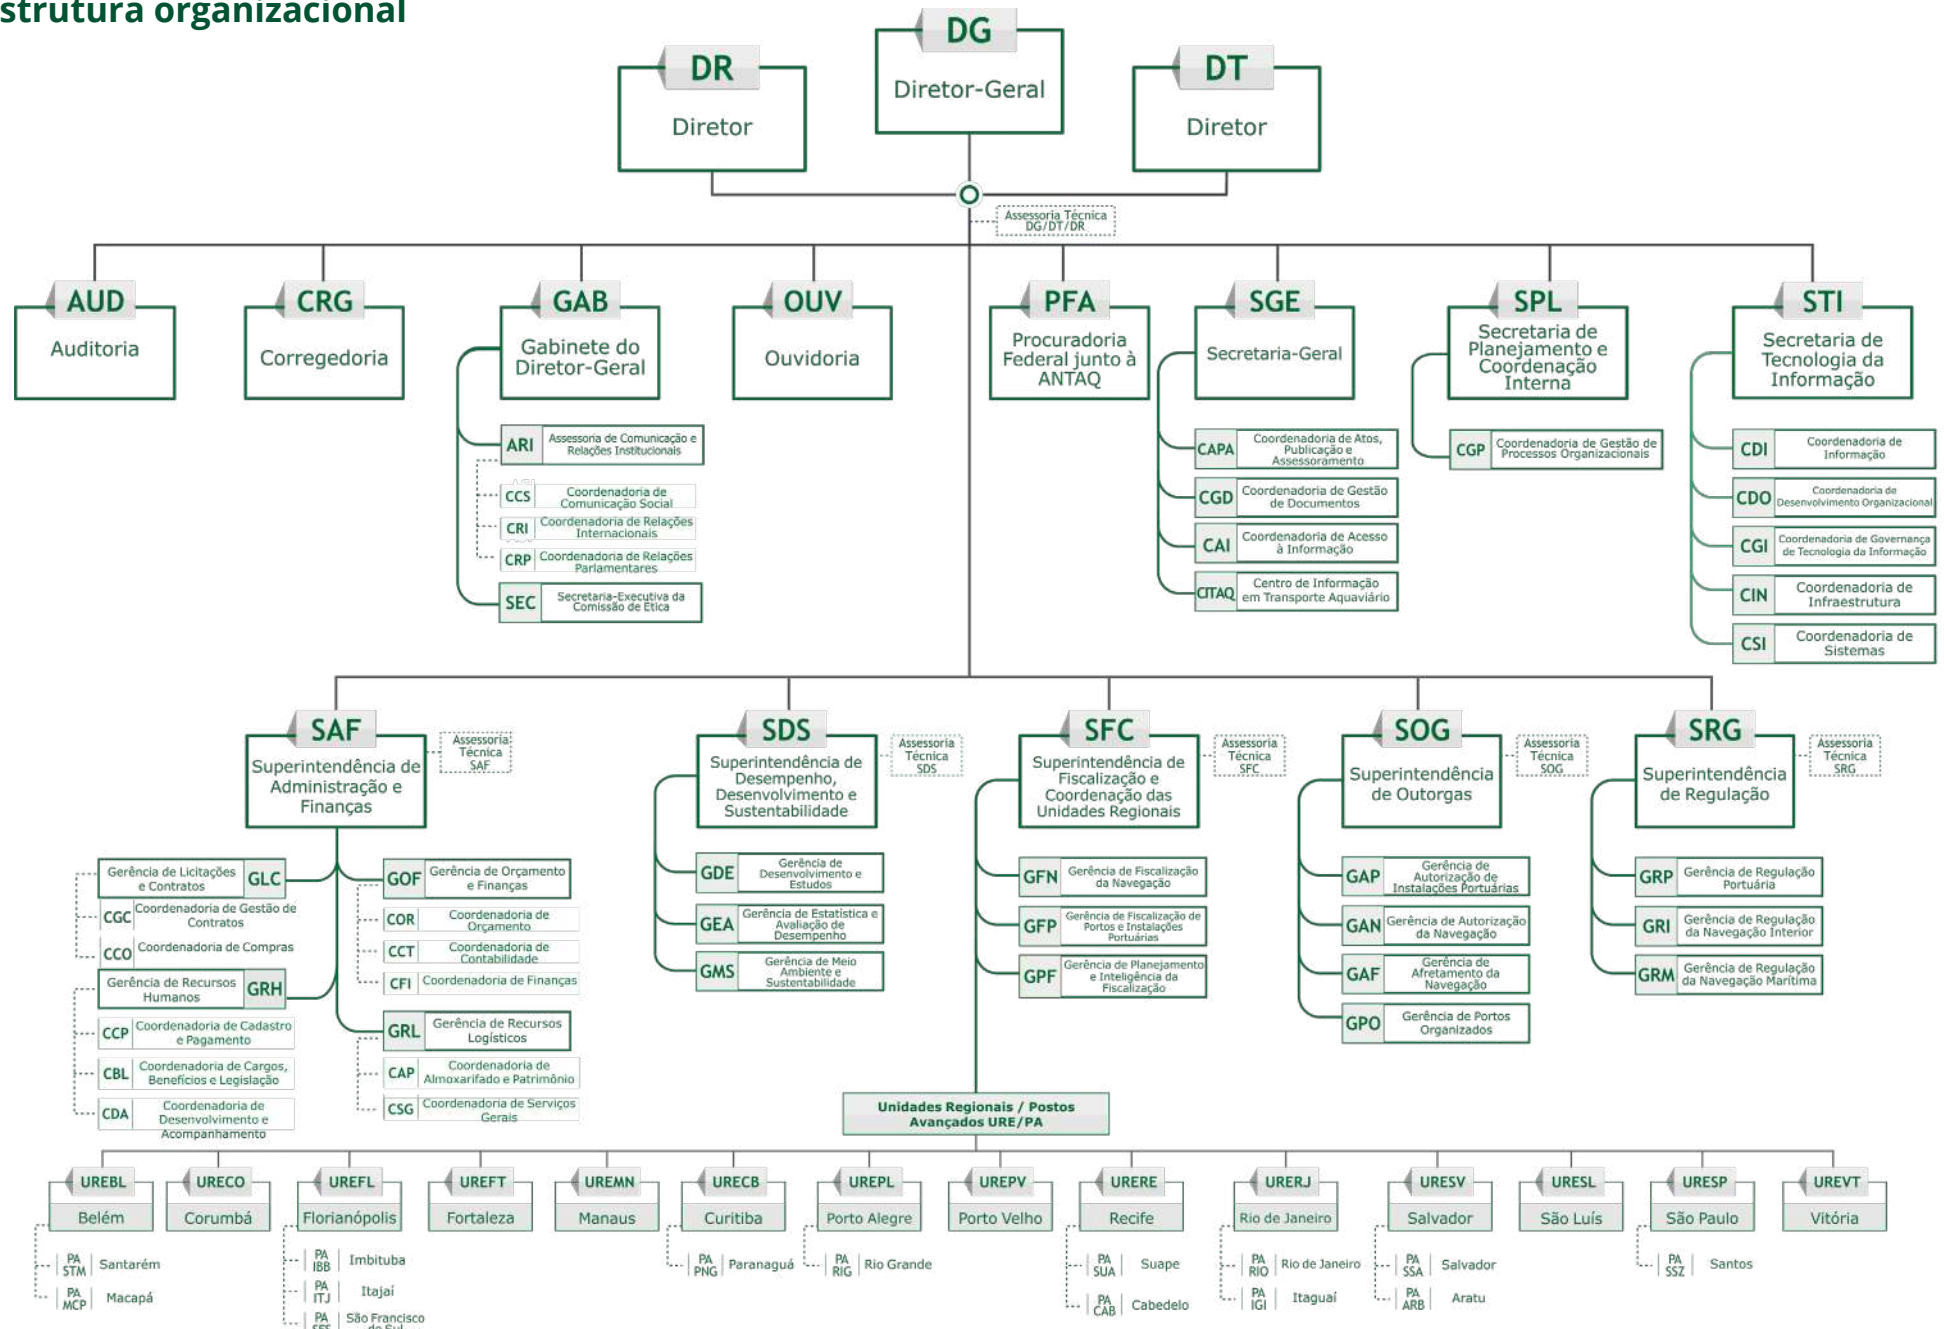 strutura organizacional
DG
Diretor-Geral
DR
Diretor
DT
Diretor
Assessoria Técnica
DG/DT/DR
AUD
Auditoria
CRG
Corregedoria
GAB
Gabinete do
Diretor-Geral
ARI
Assessoria de Comunicação e
Relações Institucionais
CCS
Coordenadoria de
Comunicação Social
CRI
Coordenadoria de Relações
Internacionais
CRP
Coordenadoria de Relações
Parlamentares
SEC
Secretaria-Executiva da
Comissão de Ética
OUV
Ouvidoria
PFA
Procuradoria
Federal junto à
ANTAQ
SGE
Secretaria-Geral
CAPA
Coordenadoria de Atos,
Publicação e
Assessoramento
CGD
Coordenadoria de Gestão
de Documentos
CAI
Coordenadoria de Acesso
à Informação
CITAQ
Centro de Informação
em Transporte Aquaviário
SPL
Secretaria de
Planejamento e
Coordenação
Interna
CGP
Coordenadoria de Gestão de
Processos Organizacionais
STI
Secretaria de
Tecnologia da
Informação
CDI
Coordenadoria de
Informação
CDO
Coordenadoria de
Desenvolvimento Organizacional
CGI
Coordenadoria de Governança
de Tecnologia da Informação
CIN
Coordenadoria de
Infraestrutura
CSI
Coordenadoria de
Sistemas
SAF
Superintendência de
Administração e
Finanças
Assessoria
Técnica
SAF
Gerência de Licitações
e Contratos
GLC
CGC
Coordenadoria de Gestão de
Contratos
CCO
Coordenadoria de Compras
Gerência de Recursos
Humanos
GRH
CCP
Coordenadoria de Cadastro
e Pagamento
CBL
Coordenadoria de Cargos,
Benefícios e Legislação
CDA
Coordenadoria de
Desenvolvimento e
Acompanhamento
GOF
Gerência de Orçamento
e Finanças
COR
Coordenadoria de
Orçamento
CCT
Coordenadoria de
Contabilidade
CFI
Coordenadoria de Finanças
GRL
Gerência de Recursos
Logísticos
CAP
Coordenadoria de
Almoxarifado e Patrimônio
CSG
Coordenadoria de Serviços
Gerais
SDS
Superintendência de
Desempenho,
Desenvolvimento e
Sustentabilidade
Assessoria
Técnica
SDS
GDE
Gerência de
Desenvolvimento e
Estudos
GEA
Gerência de Estatística e
Avaliação de
Desempenho
GMS
Gerência de Meio
Ambiente e
Sustentabilidade
SFC
Superintendência de
Fiscalização e
Coordenação das
Unidades Regionais
Assessoria
Técnica
SFC
GFN
Gerência de Fiscalização
da Navegação
GFP
Gerência de Fiscalização de
Portos e Instalações
Portuárias
GPF
Gerência de Planejamento
e Inteligência da
Fiscalização
SOG
Superintendência
de Outorgas
Assessoria
Técnica
SOG
GAP
Gerência de
Autorização de
Instalações Portuárias
GAN
Gerência de Autorização
da Navegação
GAF
Gerência de
Afretamento da
Navegação
GPO
Gerência de Portos
Organizados
SRG
Superintendência
de Regulação
Assessoria
Técnica
SRG
GRP
Gerência de Regulação
Portuária
GRI
Gerência de Regulação
da Navegação Interior
GRM
Gerência de Regulação
da Navegação Marítima
Unidades Regionais / Postos
Avançados URE/PA
UREBL
Belém
PA
STM
Santarém
PA
MCP
Macapá
URECO
Corumbá
UREFL
Florianópolis
PA
IBB
Imbituba
PA
ITJ
Itajaí
PA
SFS
São Francisco
do Sul
UREFT
Fortaleza
UREMN
Manaus
URECB
Curitiba
PA
PNG
Paranaguá
UREPL
Porto Alegre
PA
RIG
Rio Grande
UREPV
Porto Velho
URERE
Recife
PA
SUA
Suape
PA
CAB
Cabedelo
URERJ
Rio de Janeiro
PA
RIO
Rio de Janeiro
PA
IGI
Itaguaí
URESV
Salvador
PA
SSA
Salvador
PA
ARB
Aratu
URESL
São Luís
URESP
São Paulo
PA
SSZ
Santos
UREVT
Vitória